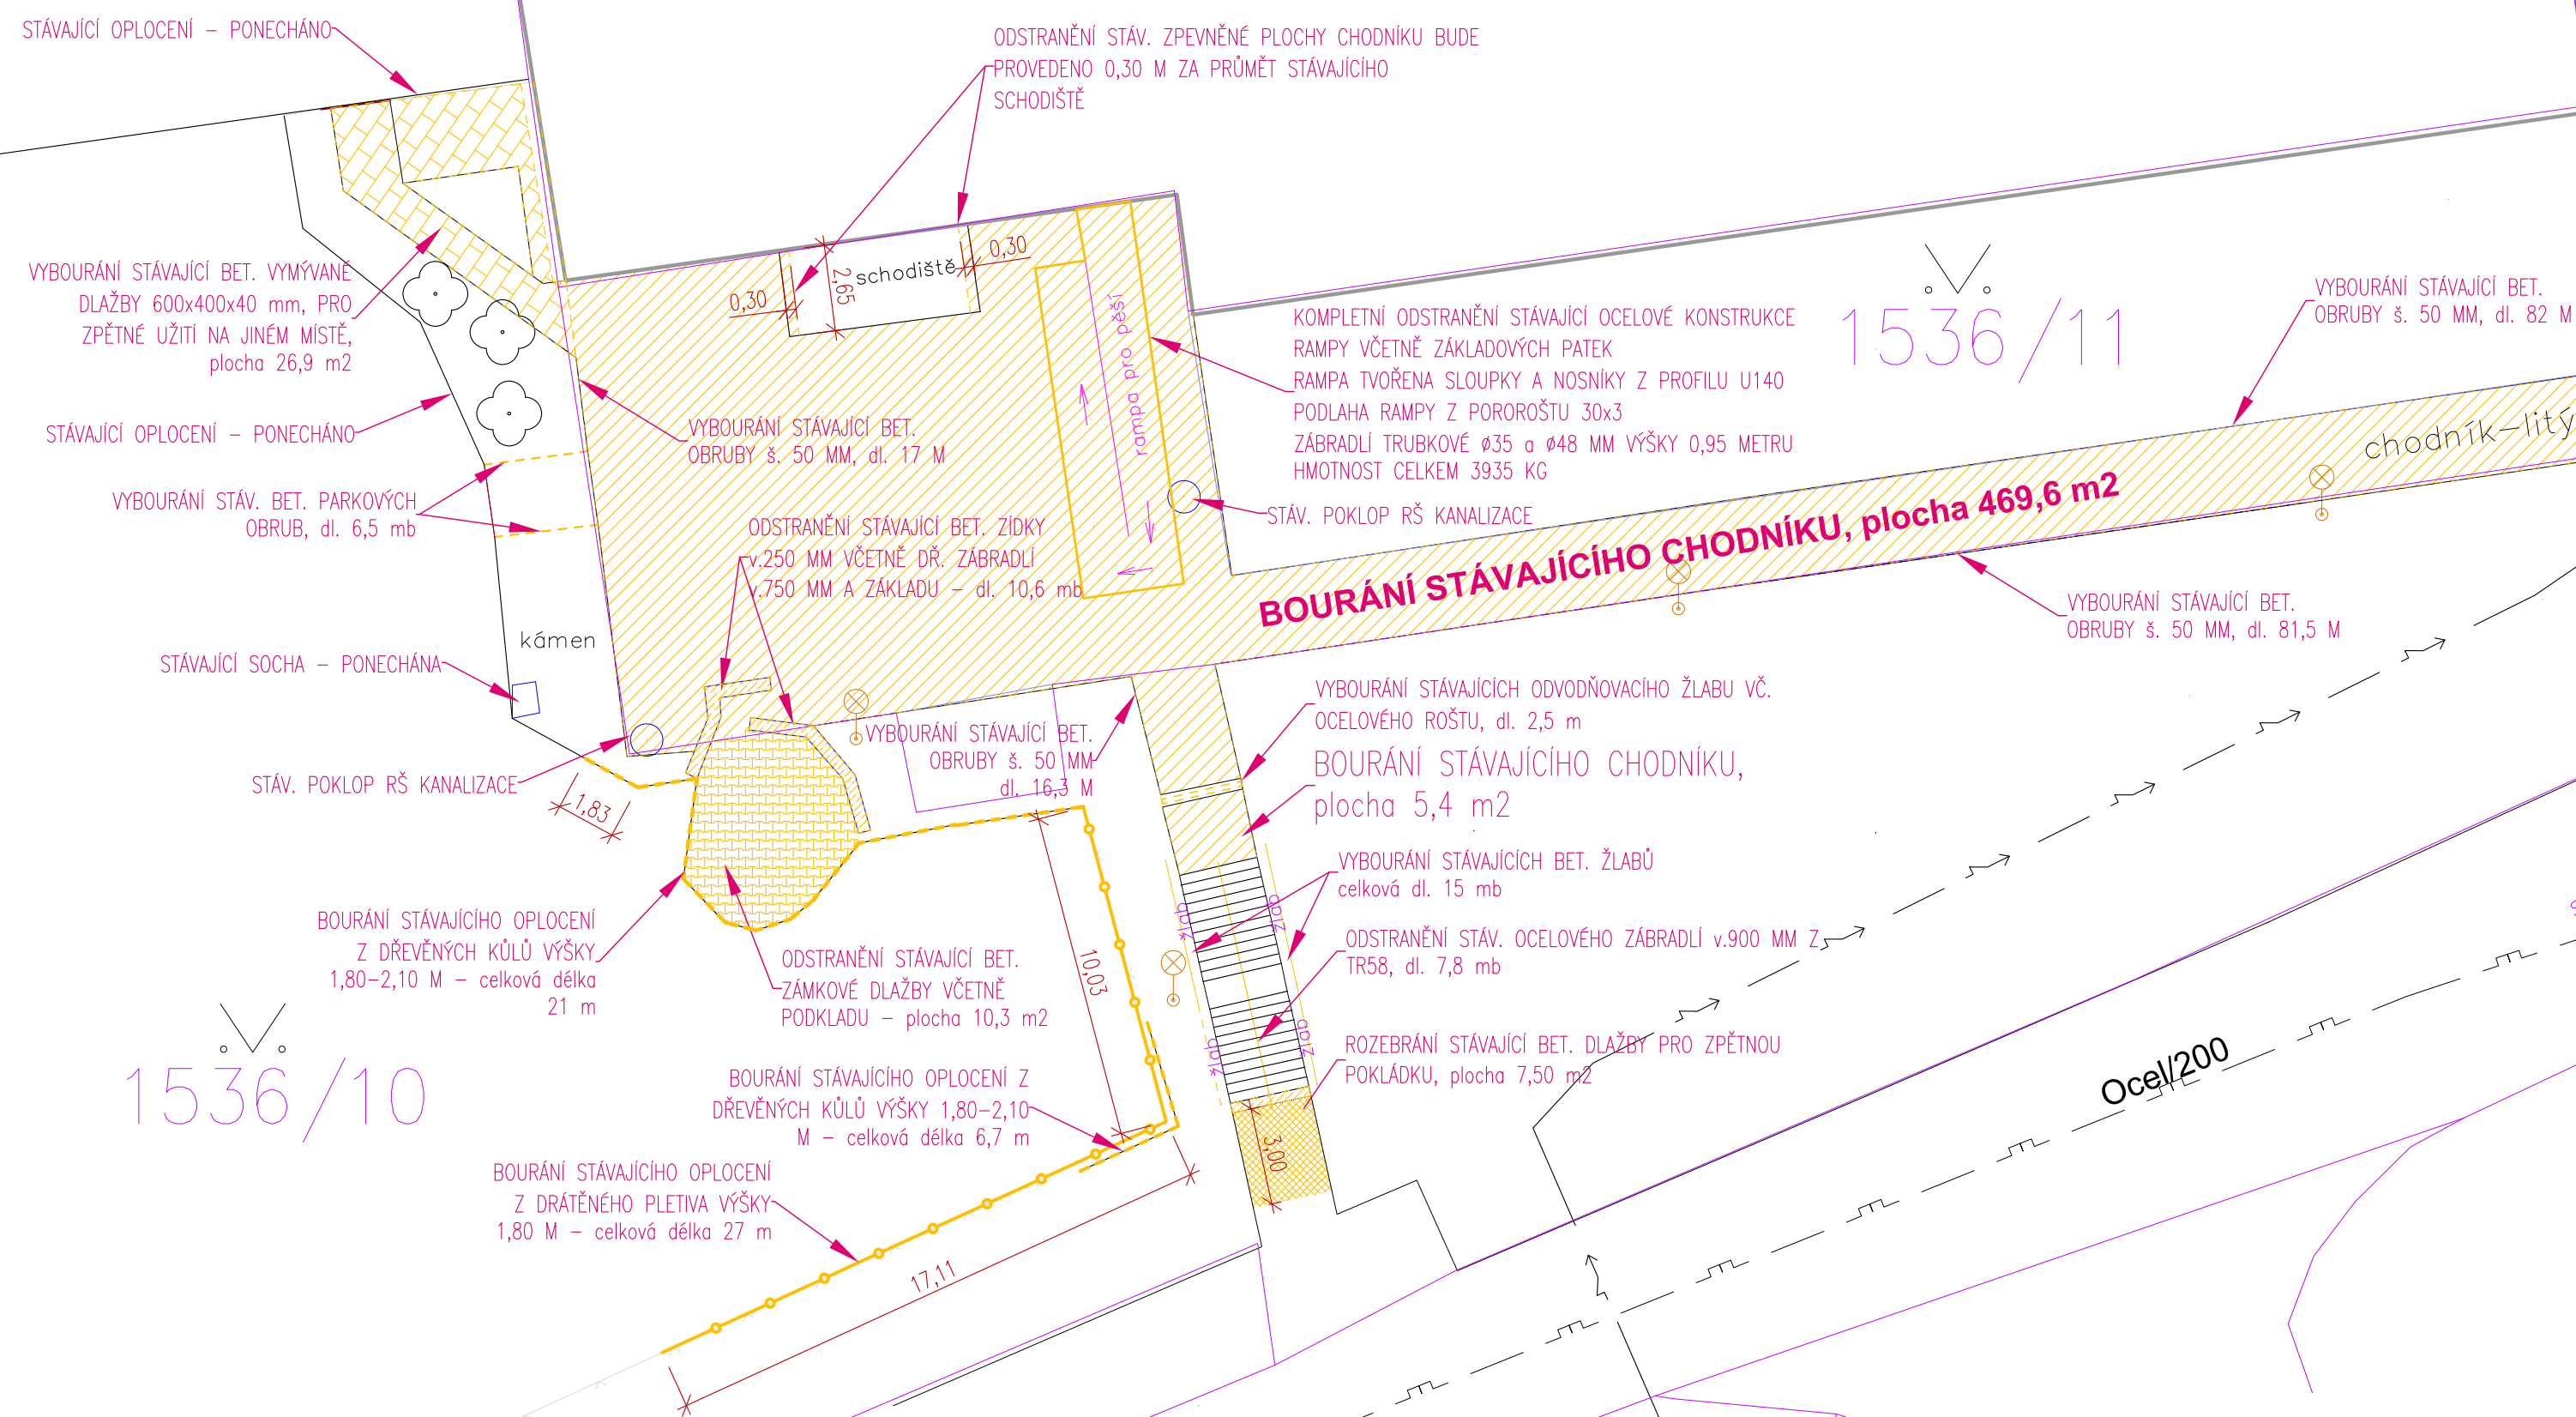 STÁVAJÍCÍ OPLOCENÍ – PONECHÁNO
ODSTRANĚNÍ STÁV. ZPEVNĚNÉ PLOCHY CHODNÍKU BUDE
PROVEDENO 0,30 M ZA PRŮMĚT STÁVAJÍCÍHO
SCHODIŠTĚ
VYBOURÁNÍ STÁVAJÍCÍ BET. VYMÝVANÉ
DLAŽBY 600x400x40 mm, PRO
ZPĚTNÉ UŽITÍ NA JINÉM MÍSTĚ,
plocha 26,9 m2
0,30
2,65
schodiště
0,30
rampa pro pěší
KOMPLETNÍ ODSTRANĚNÍ STÁVAJÍCÍ OCELOVÉ KONSTRUKCE
RAMPY VČETNĚ ZÁKLADOVÝCH PATEK
RAMPA TVOŘENA SLOUPKY A NOSNÍKY Z PROFILU U140
PODLAHA RAMPY Z POROROŠTU 30x3
ZÁBRADLÍ TRUBKOVÉ ø35 a ø48 MM VÝŠKY 0,95 METRU
HMOTNOST CELKEM 3935 KG
1536/11
VYBOURÁNÍ STÁVAJÍCÍ BET.
OBRUBY š. 50 MM, dl. 82 M
STÁVAJÍCÍ OPLOCENÍ – PONECHÁNO
VYBOURÁNÍ STÁVAJÍCÍ BET.
OBRUBY š. 50 MM, dl. 17 M
chodník–litý
VYBOURÁNÍ STÁV. BET. PARKOVÝCH
OBRUB, dl. 6,5 mb
STÁV. POKLOP RŠ KANALIZACE
BOURÁNÍ STÁVAJÍCÍHO CHODNÍKU, plocha 469,6 m2
ODSTRANĚNÍ STÁVAJÍCÍ BET. ZÍDKY
v.250 MM VČETNĚ DŘ. ZÁBRADLÍ
v.750 MM A ZÁKLADU – dl. 10,6 mb
VYBOURÁNÍ STÁVAJÍCÍ BET.
OBRUBY š. 50 MM, dl. 81,5 M
kámen
STÁVAJÍCÍ SOCHA – PONECHÁNA
VYBOURÁNÍ STÁVAJÍCÍCH ODVODŇOVACÍHO ŽLABU VČ.
OCELOVÉHO ROŠTU, dl. 2,5 m
VYBOURÁNÍ STÁVAJÍCÍ BET.
OBRUBY š. 50 MM
dl. 16,3 M
BOURÁNÍ STÁVAJÍCÍHO CHODNÍKU,
plocha 5,4 m2
STÁV. POKLOP RŠ KANALIZACE
1,83
VYBOURÁNÍ STÁVAJÍCÍCH BET. ŽLABŮ
celková dl. 15 mb
žlab
žlab
BOURÁNÍ STÁVAJÍCÍHO OPLOCENÍ
Z DŘEVĚNÝCH KŮLŮ VÝŠKY
1,80–2,10 M – celková délka
21 m
ODSTRANĚNÍ STÁVAJÍCÍ BET.
ZÁMKOVÉ DLAŽBY VČETNĚ
PODKLADU – plocha 10,3 m2
10,03
ODSTRANĚNÍ STÁV. OCELOVÉHO ZÁBRADLÍ v.900 MM Z
TR58, dl. 7,8 mb
žlab
žlab
ROZEBRÁNÍ STÁVAJÍCÍ BET. DLAŽBY PRO ZPĚTNOU
POKLÁDKU, plocha 7,50 m2
Ocel/200
1536/10
BOURÁNÍ STÁVAJÍCÍHO OPLOCENÍ Z
DŘEVĚNÝCH KŮLŮ VÝŠKY 1,80–2,10
M – celková délka 6,7 m
3,00
BOURÁNÍ STÁVAJÍCÍHO OPLOCENÍ
Z DRÁTĚNÉHO PLETIVA VÝŠKY
1,80 M – celková délka 27 m
17,11